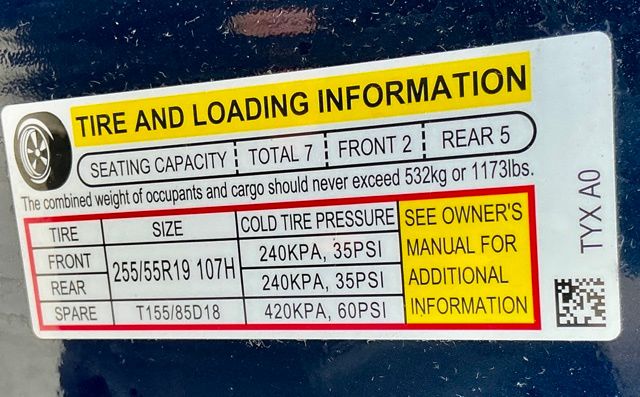 TIRE AND LOADING INFORMATION
SEATING CAPACITY TOTAL 7 FRONT 2 REAR 5
The combined weight of occupants and cargo should never exceed 532kg or 1173lbs.
TIRE SIZE COLD TIRE PRESSURE
FRONT 255/55R19 107H 240KPA, 35PSI
REAR 240KPA, 35PSI
SPARE T155/85D18 420KPA, 60PSI
SEE OWNER'S
MANUAL FOR
ADDITIONAL
INFORMATION
TYX A0